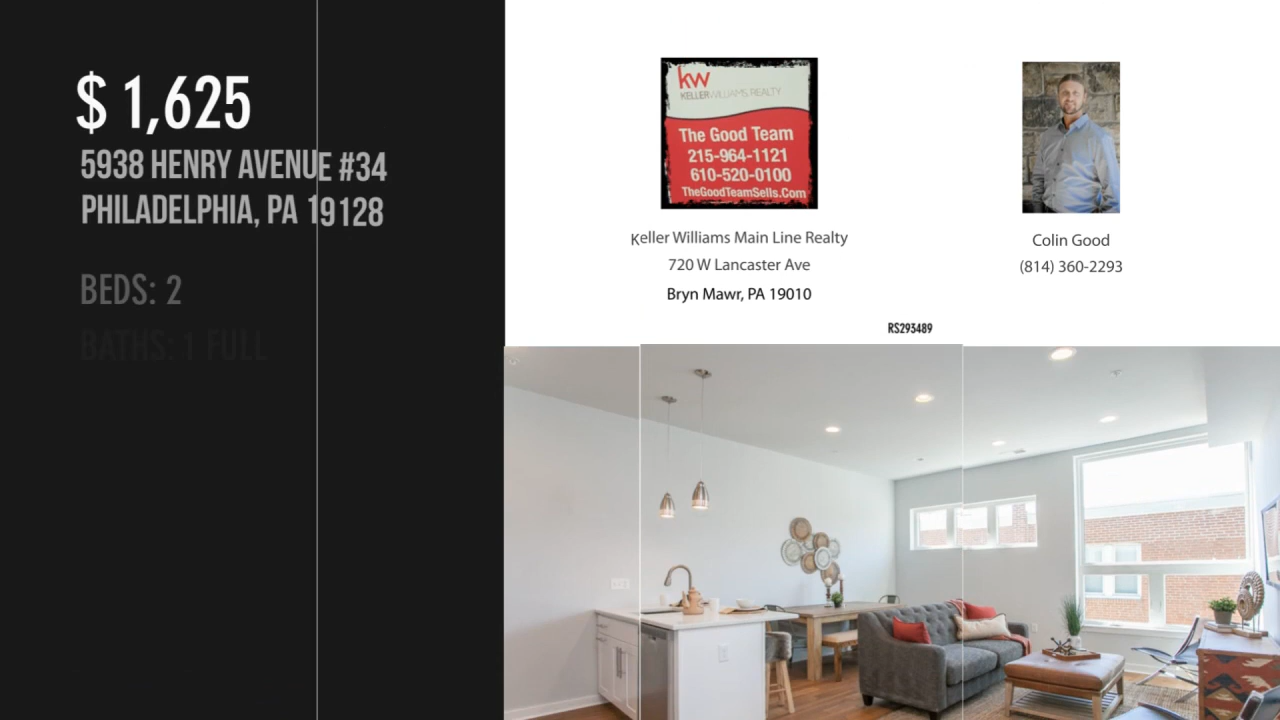 $ 1,625
5938 HENRY AVENUE #34
PHILADELPHIA, PA 19128
BEDS: 2
BATHS: 1 FULL
kw
KELLERWILLIAMS REALTY
The Good Team
215-964-1121
610-520-0100
TheGoodTeamSells.Com
Keller Williams Main Line Realty
720 W Lancaster Ave
Bryn Mawr, PA 19010
Colin Good
(814) 360-2293
RS293489